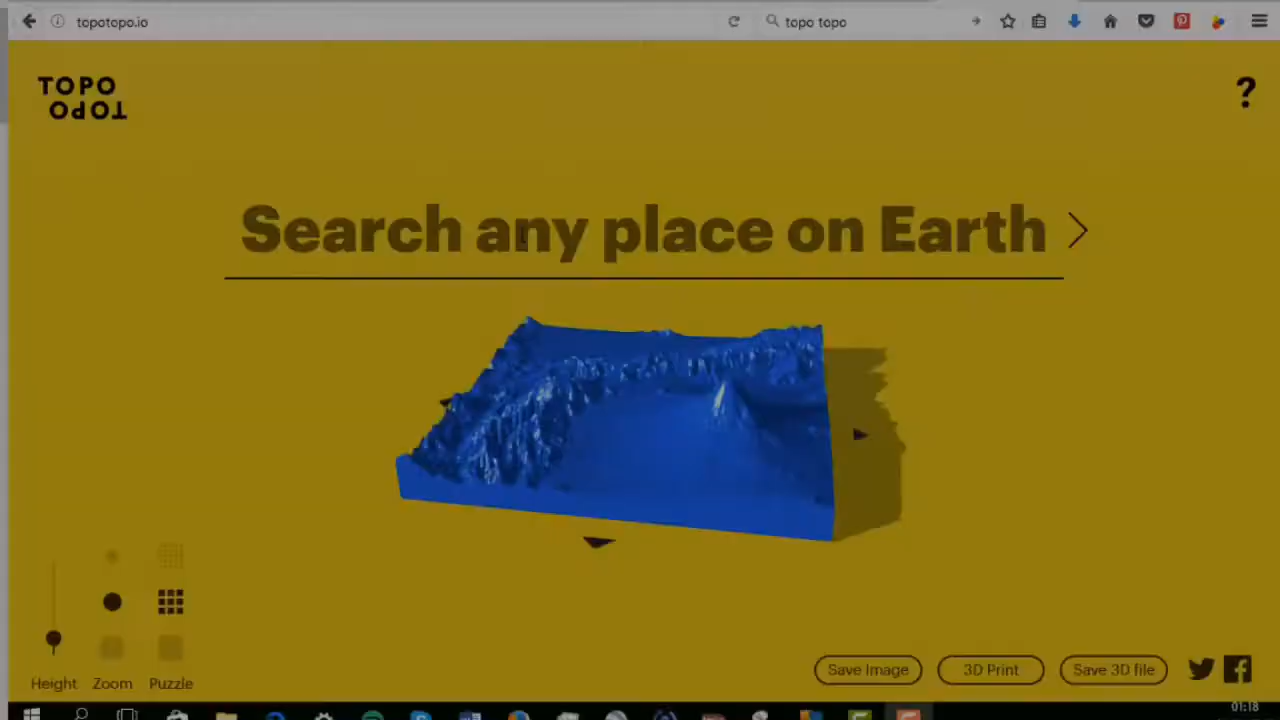 topotopo.io
topo topo
TOPO
TOPO
?
Search any place on Earth
Height
Zoom
Puzzle
Save Image
3D Print
Save 3D file
01:18